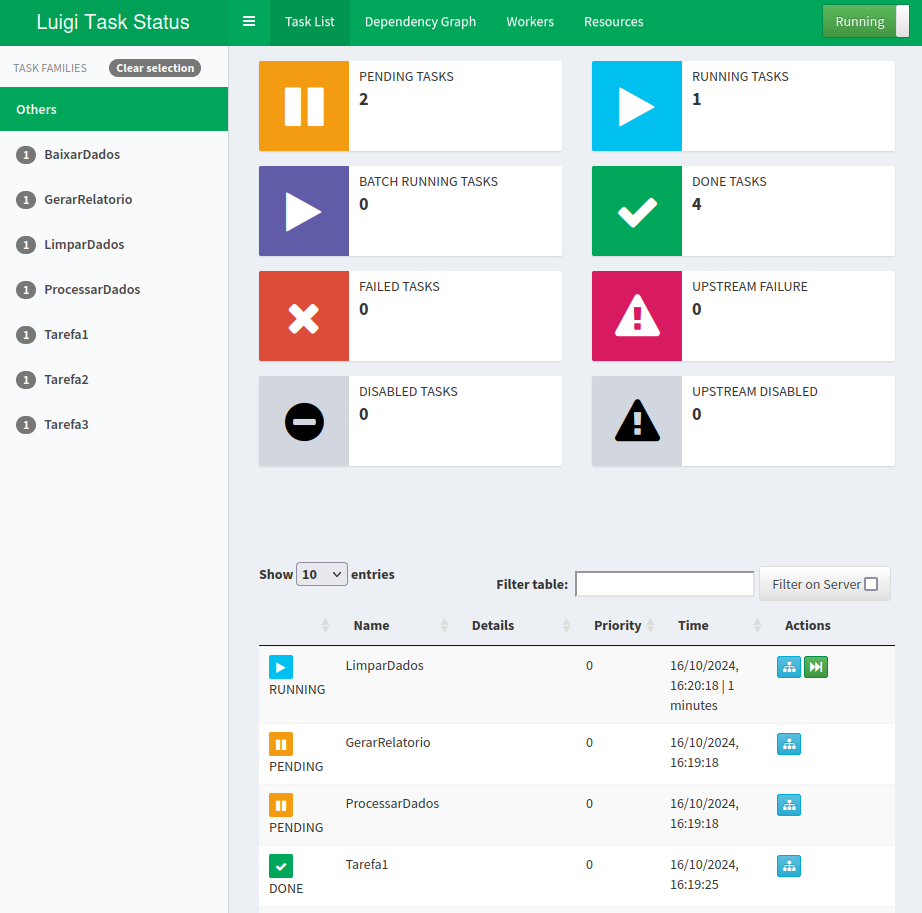 Luigi Task Status
Task List
Dependency Graph
Workers
Resources
Running
TASK FAMILIES
Clear selection
Others
1 BaixarDados
1 GerarRelatorio
1 LimparDados
1 ProcessarDados
1 Tarefa1
1 Tarefa2
1 Tarefa3
PENDING TASKS
2
RUNNING TASKS
1
BATCH RUNNING TASKS
0
DONE TASKS
4
FAILED TASKS
0
UPSTREAM FAILURE
0
DISABLED TASKS
0
UPSTREAM DISABLED
0
Show 10 entries
Filter table:
Filter on Server
Name Details Priority Time Actions
RUNNING
LimparDados
0
16/10/2024,
16:20:18 | 1
minutes
PENDING
GerarRelatorio
0
16/10/2024,
16:19:18
PENDING
ProcessarDados
0
16/10/2024,
16:19:18
DONE
Tarefa1
0
16/10/2024,
16:19:25